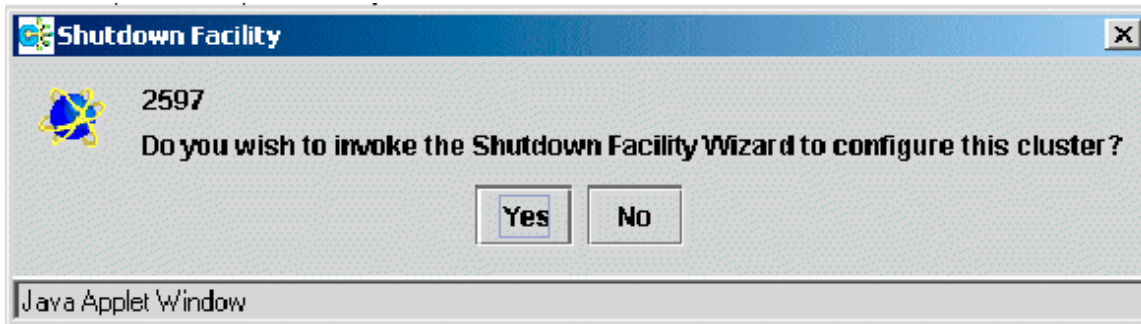 Shutdown Facility
2597
Do you wish to invoke the Shutdown Facility Wizard to configure this cluster?
Yes No
Java Applet Window